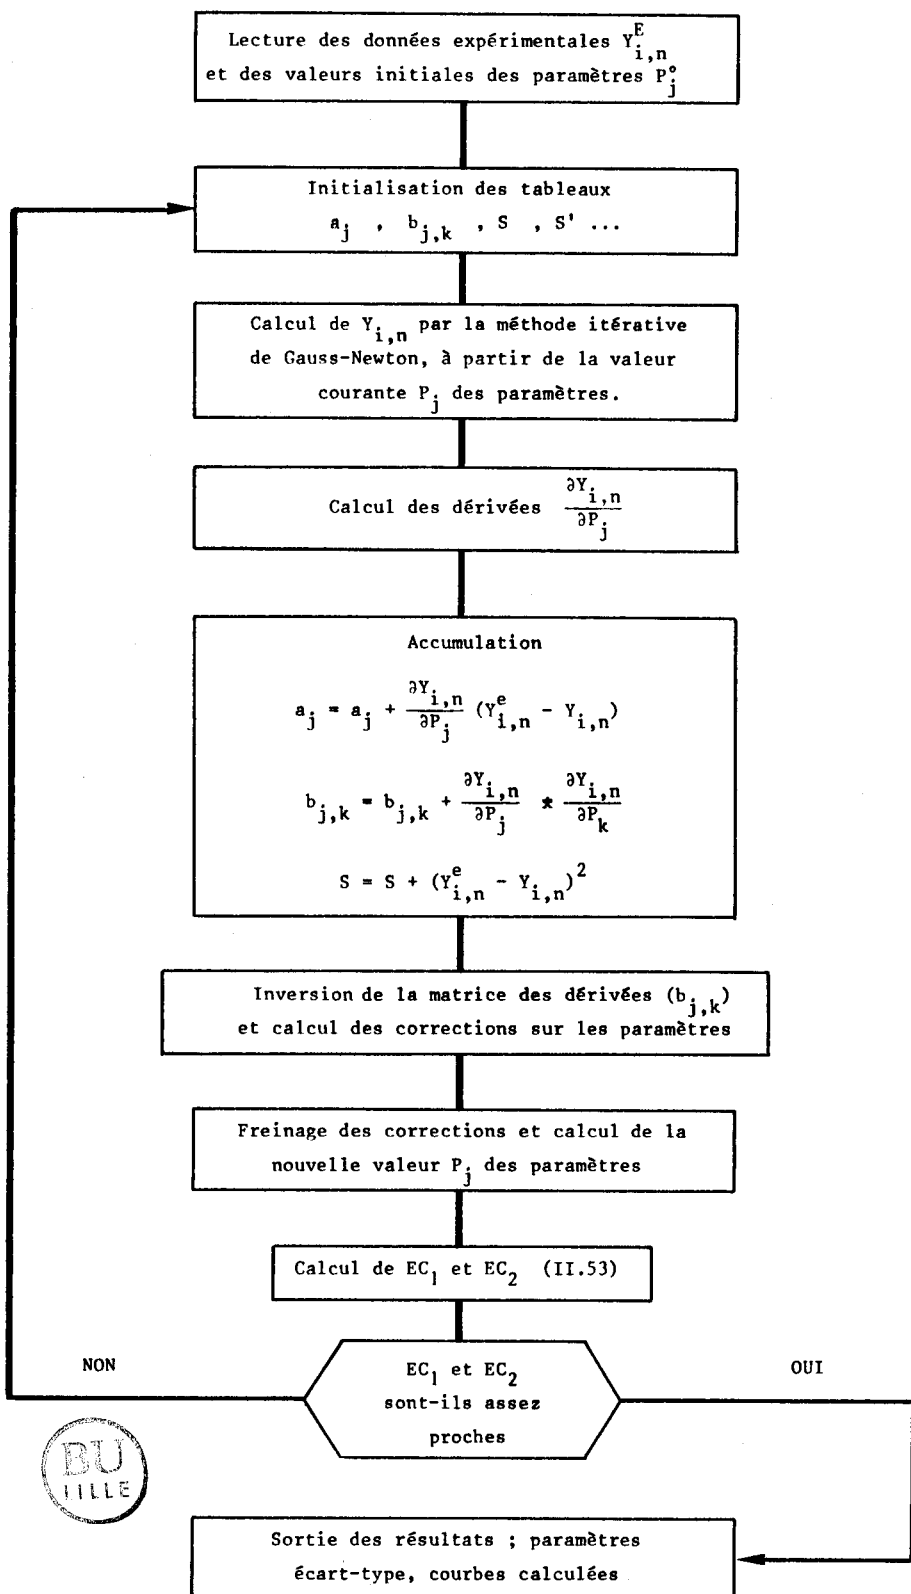 Lecture des données expérimentales Y^E_{i,n}
et des valeurs initiales des paramètres P^o_j
Initialisation des tableaux
a_j , b_{j,k} , S , S' ...
Calcul de Y_{i,n} par la méthode itérative
de Gauss-Newton, à partir de la valeur
courante P_j des paramètres.
Calcul des dérivées ∂Y_{i,n}/∂P_j
Accumulation
a_j = a_j + ∂Y_{i,n}/∂P_j (Y^e_{i,n} - Y_{i,n})
b_{j,k} = b_{j,k} + ∂Y_{i,n}/∂P_j * ∂Y_{i,n}/∂P_k
S = S + (Y^e_{i,n} - Y_{i,n})^2
Inversion de la matrice des dérivées (b_{j,k})
et calcul des corrections sur les paramètres
Freinage des corrections et calcul de la
nouvelle valeur P_j des paramètres
Calcul de EC_1 et EC_2 (II.53)
NON
EC_1 et EC_2
sont-ils assez
proches
OUI
BU
LILLE
Sortie des résultats ; paramètres
écart-type, courbes calculées